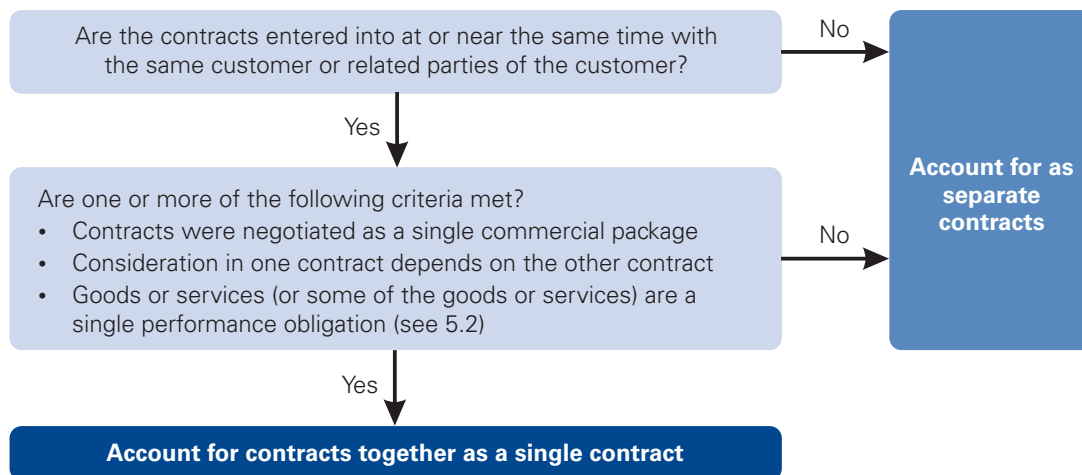 Are the contracts entered into at or near the same time with
the same customer or related parties of the customer?
No
Yes
Are one or more of the following criteria met?
• Contracts were negotiated as a single commercial package
• Consideration in one contract depends on the other contract
• Goods or services (or some of the goods or services) are a
single performance obligation (see 5.2)
No
Account for as
separate
contracts
Yes
Account for contracts together as a single contract